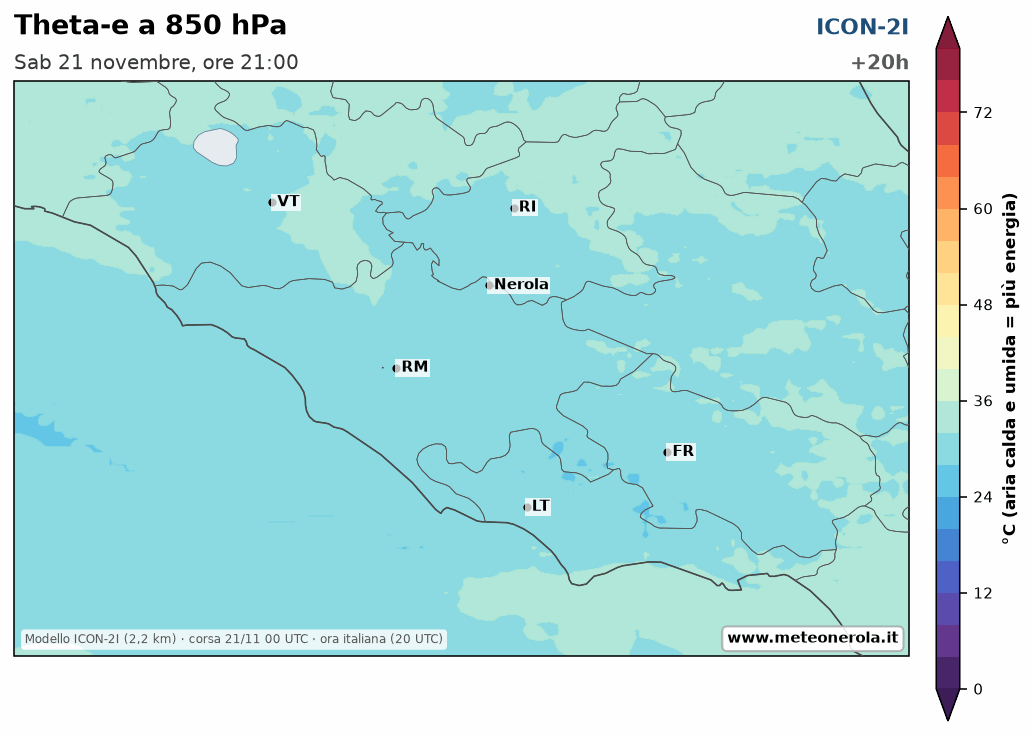 Theta-e a 850 hPa
ICON-2I
Sab 21 novembre, ore 21:00
+20h
VT
RI
Nerola
RM
FR
LT
Modello ICON-2I (2,2 km) · corsa 21/11 00 UTC · ora italiana (20 UTC)
www.meteonerola.it
72
60
48
36
24
12
0
°C (aria calda e umida = più energia)